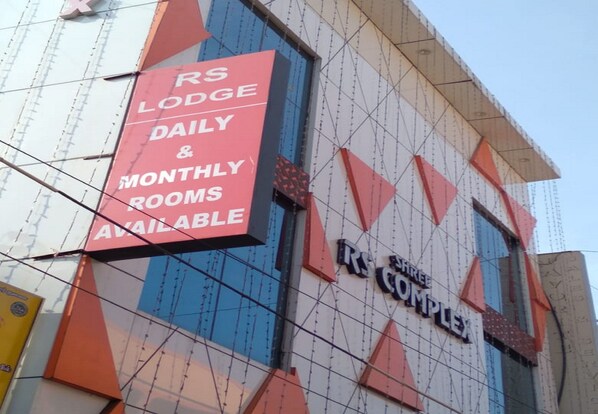 RS
LODGE
DAILY
&
MONTHLY
ROOMS
AVAILABLE
SHREE
RS COMPLEX